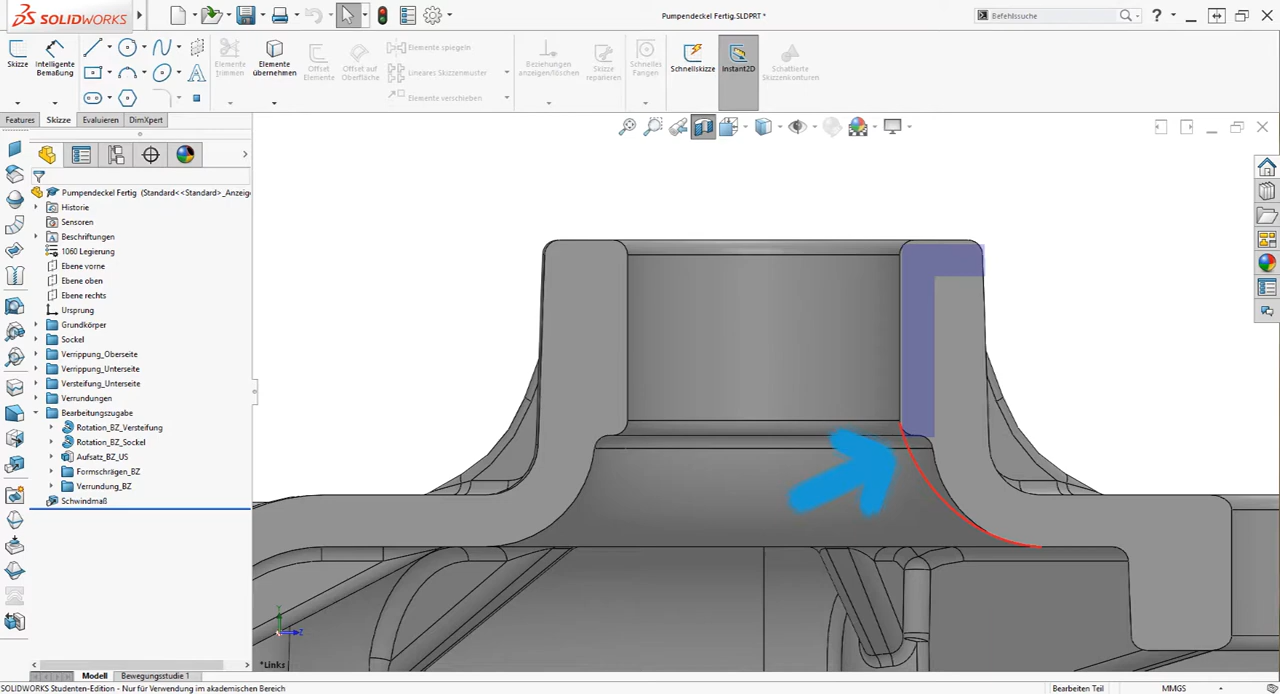 SOLIDWORKS
Pumpendeckel Fertig.SLDPRT *
Befehlssuche
Skizze
Intelligente Bemaßung
Elemente trimmen
Elemente übernehmen
Offset Elemente
Offset auf Oberfläche
Elemente spiegeln
Lineares Skizzenmuster
Elemente verschieben
Beziehungen anzeigen/löschen
Skizze reparieren
Schnelles Fangen
Schnellskizze
Instant2D
Schattierte Skizzenkonturen
Features
Skizze
Evaluieren
DimXpert
Pumpendeckel Fertig (Standard<<Standard>_Anzeige
Historie
Sensoren
Beschriftungen
1060 Legierung
Ebene vorne
Ebene oben
Ebene rechts
Ursprung
Grundkörper
Sockel
Verrippung_Oberseite
Verrippung_Unterseite
Versteifung_Unterseite
Verrundungen
Bearbeitungszugabe
Rotation_BZ_Versteifung
Rotation_BZ_Sockel
Aufsatz_BZ_US
Formschrägen_BZ
Verrundung_BZ
Schwindmaß
Y
Z
*Links
Modell
Bewegungsstudie 1
SOLIDWORKS Studenten-Edition - Nur für Verwendung im akademischen Bereich
Bearbeiten Teil
MMGS